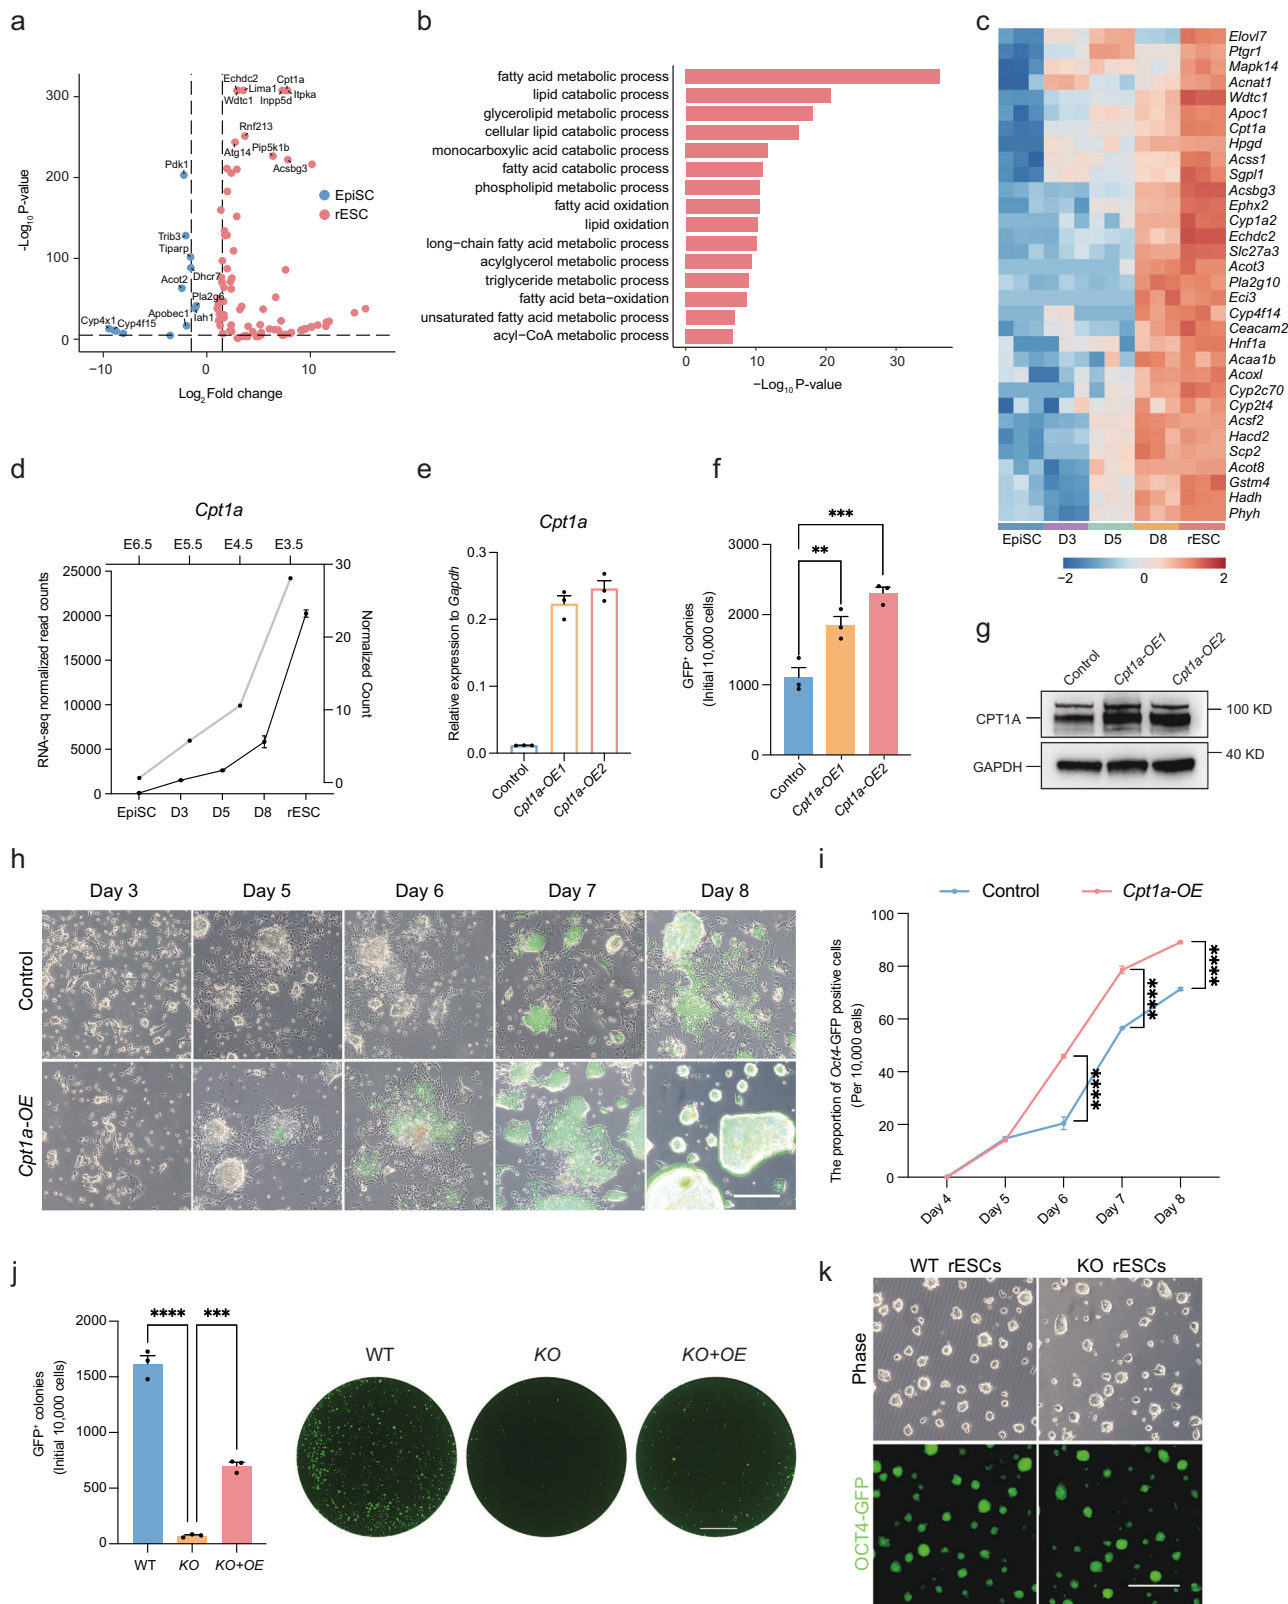 a
300
200
100
0
-Log10 P-value
−10
0
10
Log2 Fold change
Echdc2
Cpt1a
Lima1
Wdtc1
Inpp5d
Itpka
Rnf213
Atg14
Pip5k1b
Acsbg3
Pdk1
EpiSC
rESC
Trib3
Tiparp
Dhcr7
Acot2
Pla2g6
Apobec1
Iah1
Cyp4x1
Cyp4f15
b
fatty acid metabolic process
lipid catabolic process
glycerolipid metabolic process
cellular lipid catabolic process
monocarboxylic acid catabolic process
fatty acid catabolic process
phospholipid metabolic process
fatty acid oxidation
lipid oxidation
long−chain fatty acid metabolic process
acylglycerol metabolic process
triglyceride metabolic process
fatty acid beta−oxidation
unsaturated fatty acid metabolic process
acyl−CoA metabolic process
0
10
20
30
−Log10 P−value
c
Elovl7
Ptgr1
Mapk14
Acnat1
Wdtc1
Apoc1
Cpt1a
Hpgd
Acss1
Sgpl1
Acsbg3
Ephx2
Cyp1a2
Echdc2
Slc27a3
Acot3
Pla2g10
Eci3
Cyp4f14
Ceacam2
Hnf1a
Acaa1b
Acoxl
Cyp2c70
Cyp2t4
Acsf2
Hacd2
Scp2
Acot8
Gstm4
Hadh
Phyh
EpiSC
D3
D5
D8
rESC
−2
0
2
d
Cpt1a
E6.5
E5.5
E4.5
E3.5
25000
20000
15000
10000
5000
0
RNA-seq normalized read counts
30
20
10
0
Normalized Count
EpiSC
D3
D5
D8
rESC
e
Cpt1a
0.3
0.2
0.1
0.0
Relative expression to Gapdh
Control
Cpt1a-OE1
Cpt1a-OE2
f
3000
2000
1000
0
GFP+ colonies
(Initial 10,000 cells)
**
***
Control
Cpt1a-OE1
Cpt1a-OE2
g
Control
Cpt1a-OE1
Cpt1a-OE2
CPT1A
100 KD
40 KD
GAPDH
h
Day 3
Day 5
Day 6
Day 7
Day 8
Control
Cpt1a-OE
i
Control
Cpt1a-OE
100
80
60
40
20
0
The proportion of Oct4-GFP positive cells
(Per 10,000 cells)
****
****
****
Day 4
Day 5
Day 6
Day 7
Day 8
j
2000
1500
1000
500
0
GFP+ colonies
(Initial 10,000 cells)
****
***
WT
KO
KO+OE
WT
KO
KO+OE
k
WT rESCs
KO rESCs
Phase
OCT4-GFP